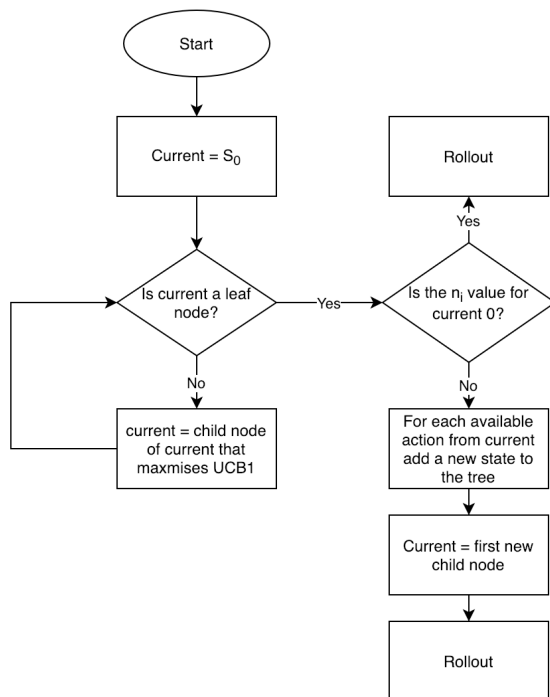 Start
Current = S₀
Is current a leaf
node?
No
current = child node
of current that
maxmises UCB1
Yes
Rollout
Yes
Is the nᵢ value for
current 0?
No
For each available
action from current
add a new state to
the tree
Current = first new
child node
Rollout